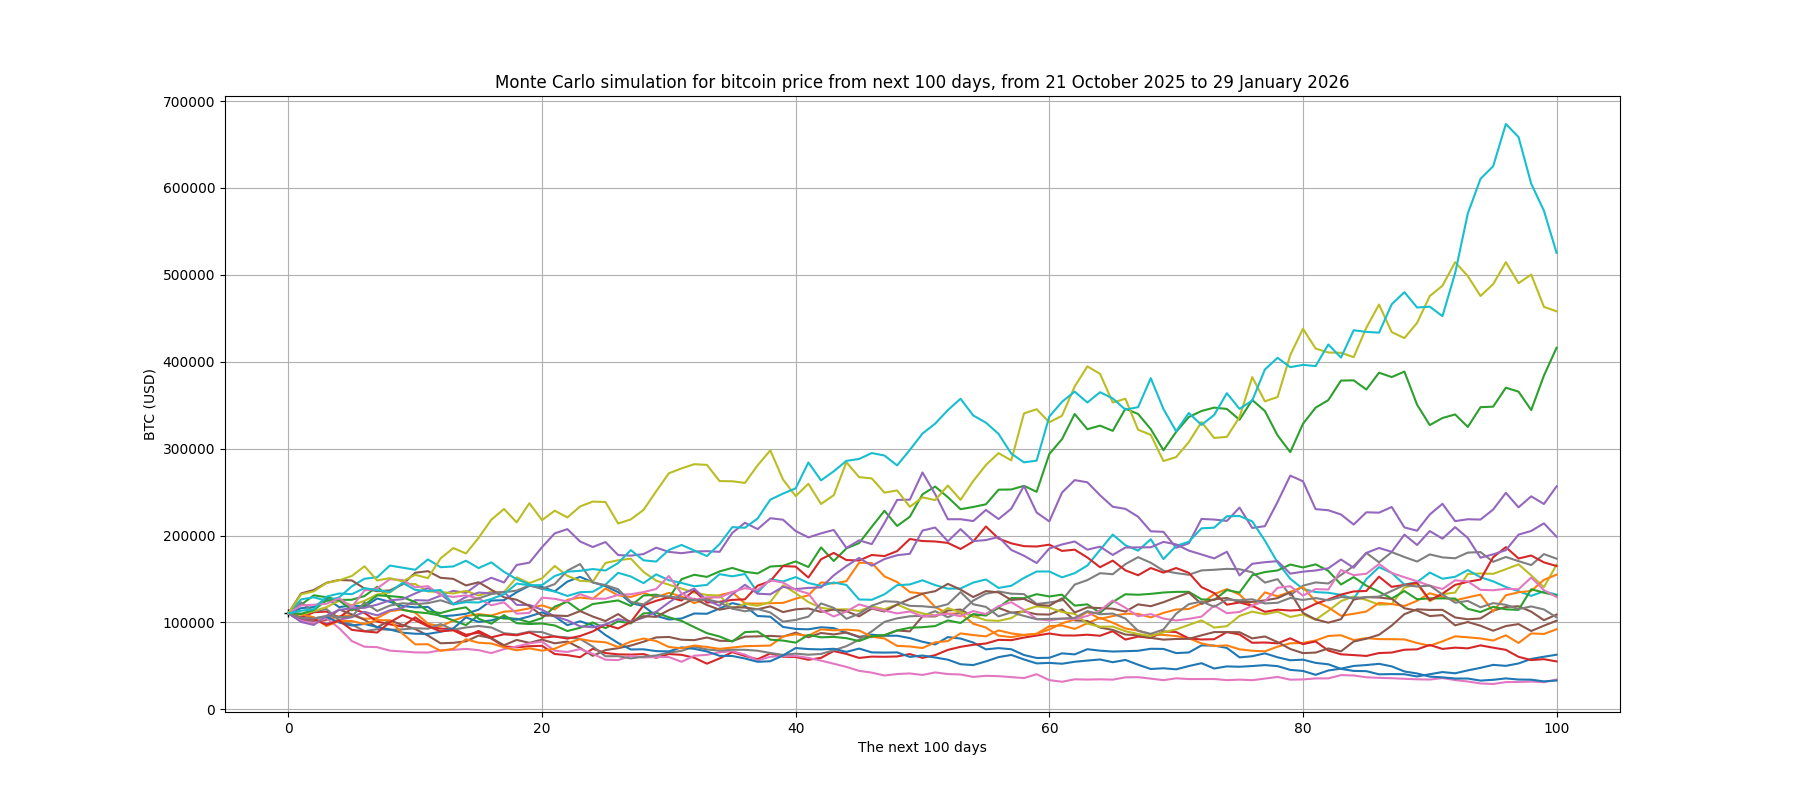 Monte Carlo simulation for bitcoin price from next 100 days, from 21 October 2025 to 29 January 2026
700000
600000
500000
400000
300000
200000
100000
0
BTC (USD)
0 20 40 60 80 100
The next 100 days